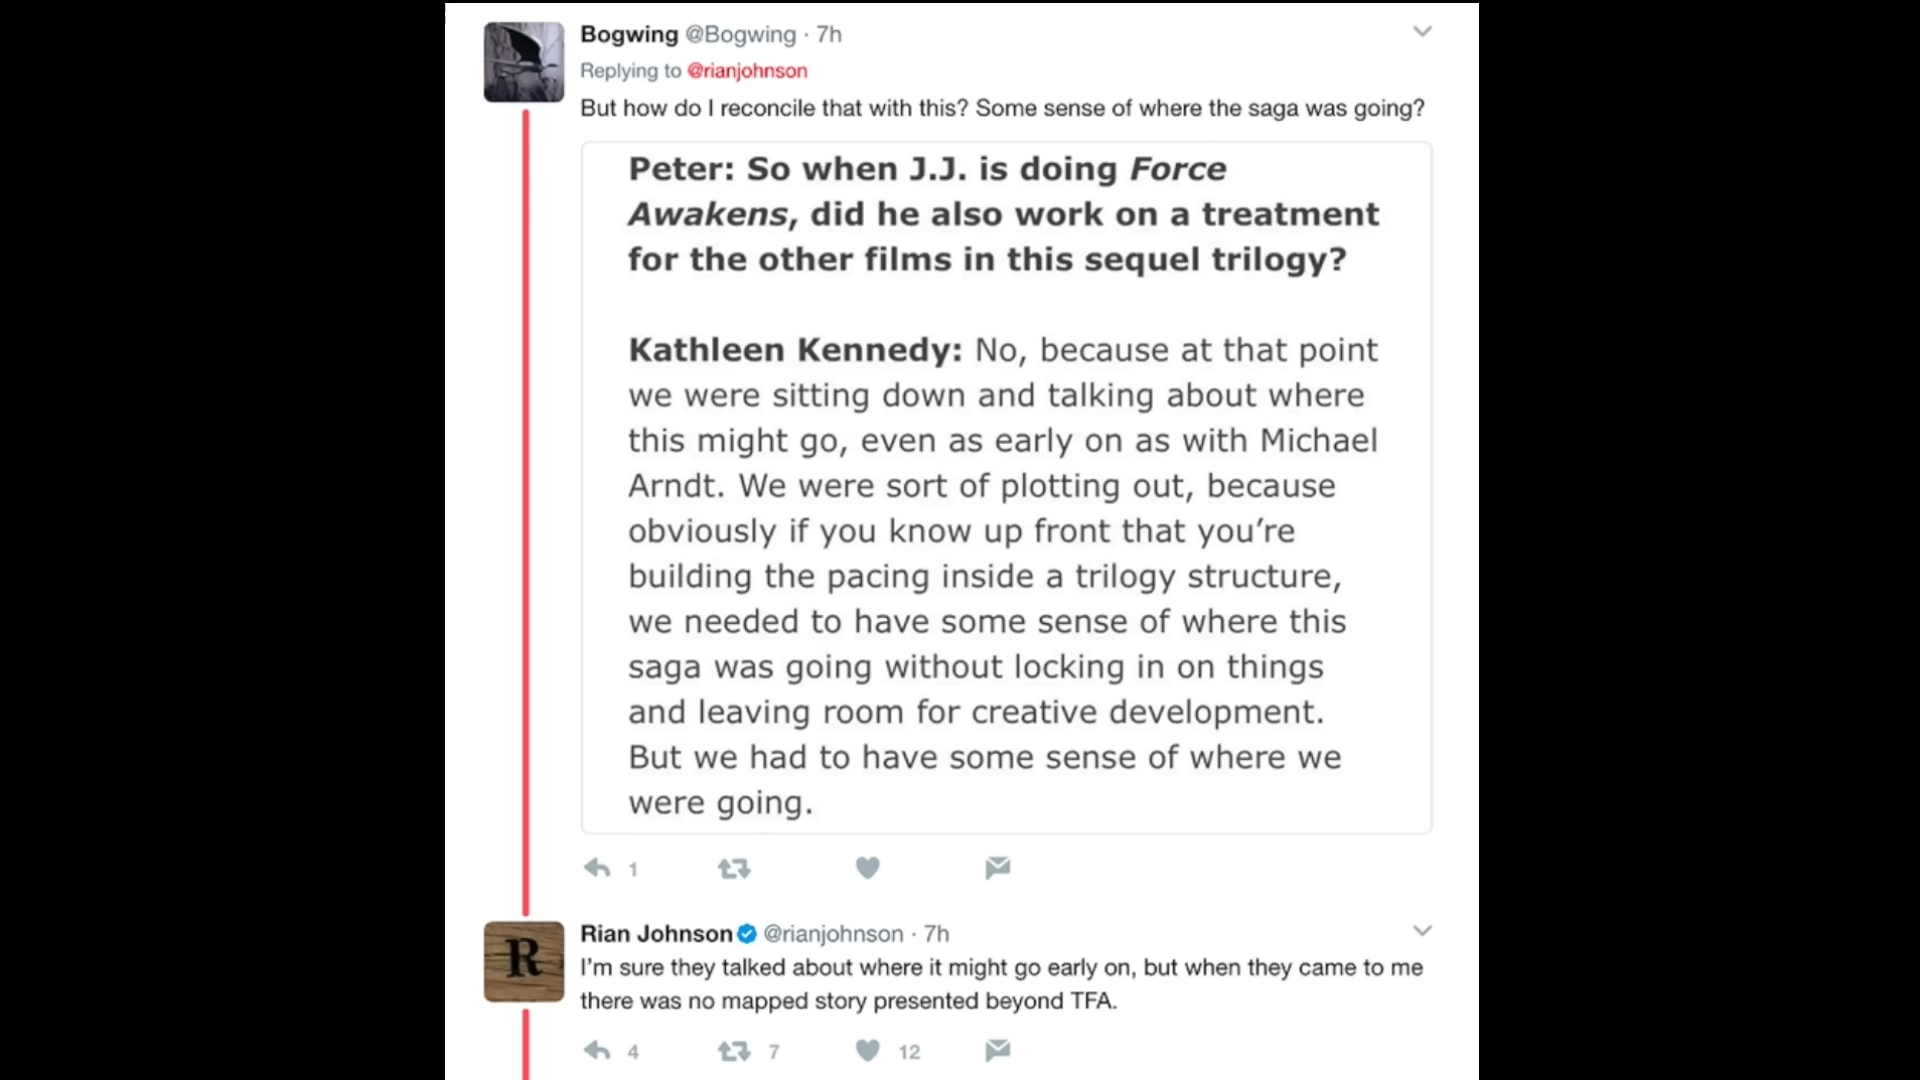 Bogwing @Bogwing · 7h
Replying to @rianjohnson
But how do I reconcile that with this? Some sense of where the saga was going?
Peter: So when J.J. is doing Force
Awakens, did he also work on a treatment
for the other films in this sequel trilogy?
Kathleen Kennedy: No, because at that point
we were sitting down and talking about where
this might go, even as early on as with Michael
Arndt. We were sort of plotting out, because
obviously if you know up front that you’re
building the pacing inside a trilogy structure,
we needed to have some sense of where this
saga was going without locking in on things
and leaving room for creative development.
But we had to have some sense of where we
were going.
1
R
Rian Johnson @rianjohnson · 7h
I’m sure they talked about where it might go early on, but when they came to me
there was no mapped story presented beyond TFA.
4 7 12